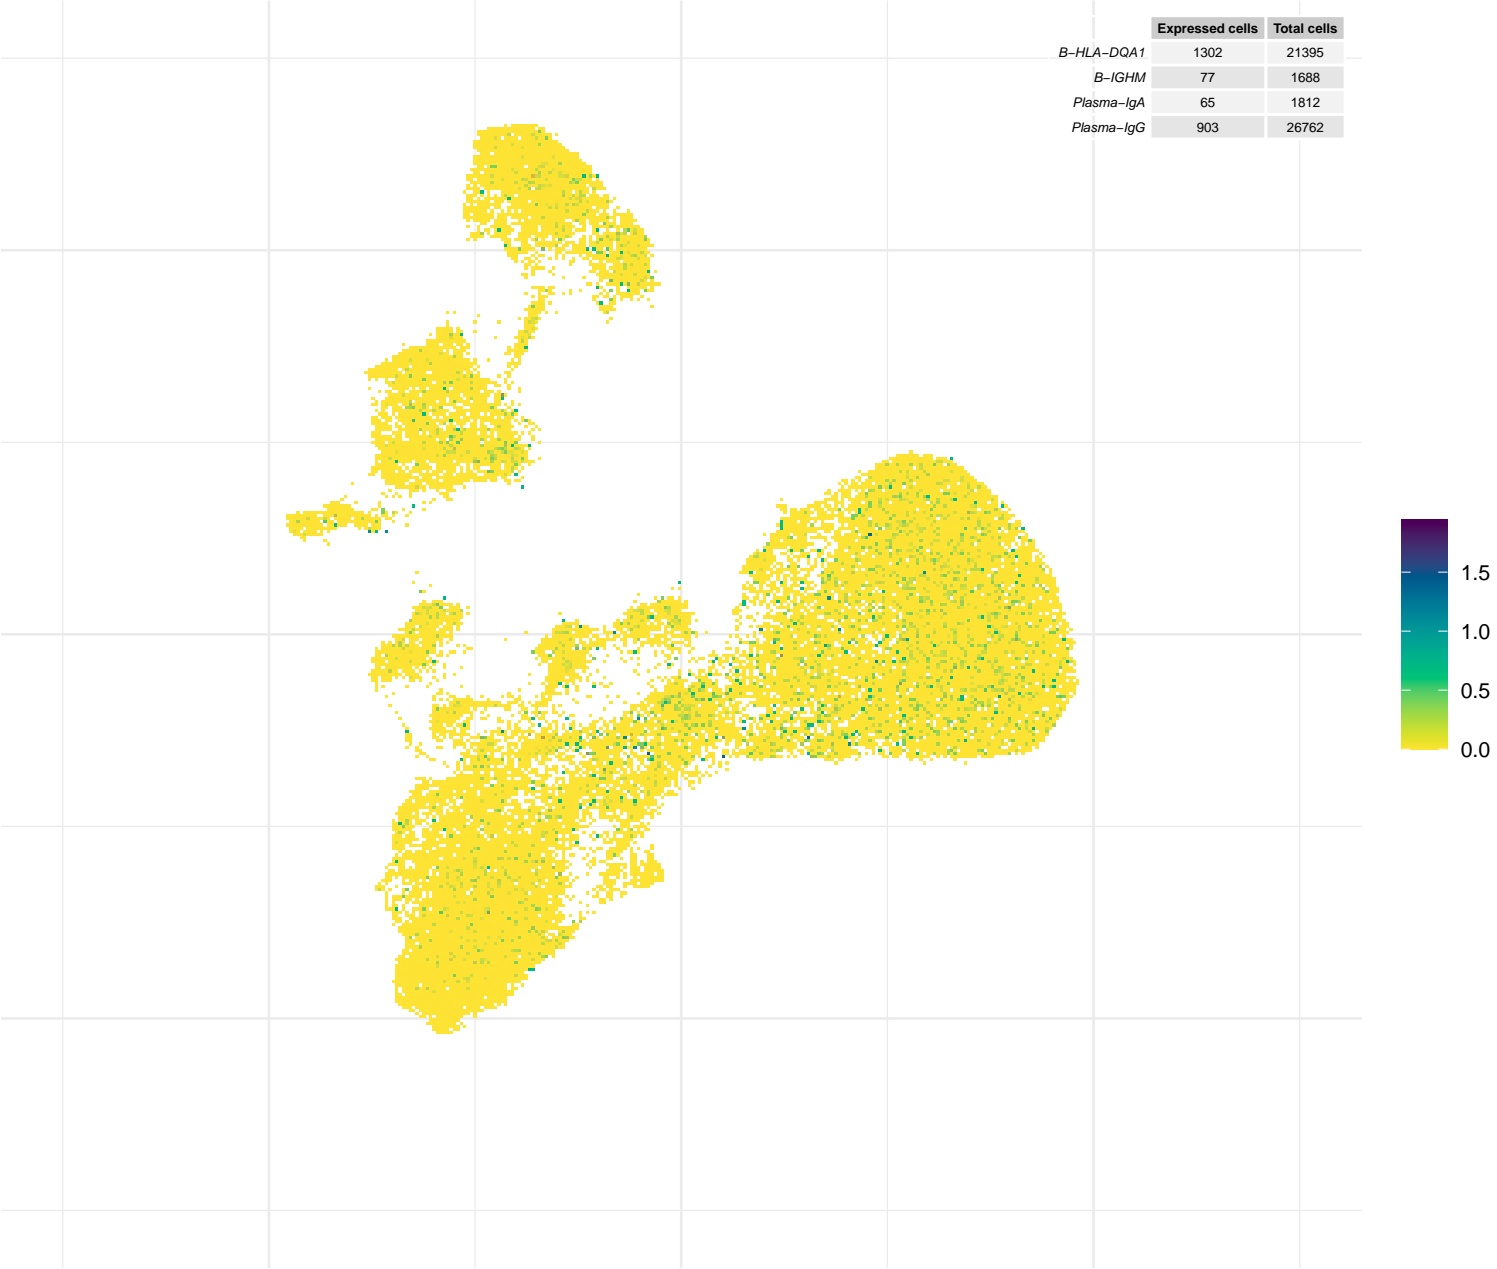 Expressed cells Total cells
B−HLA−DQA1 1302 21395
B−IGHM 77 1688
Plasma−IgA 65 1812
Plasma−IgG 903 26762
1.5
1.0
0.5
0.0